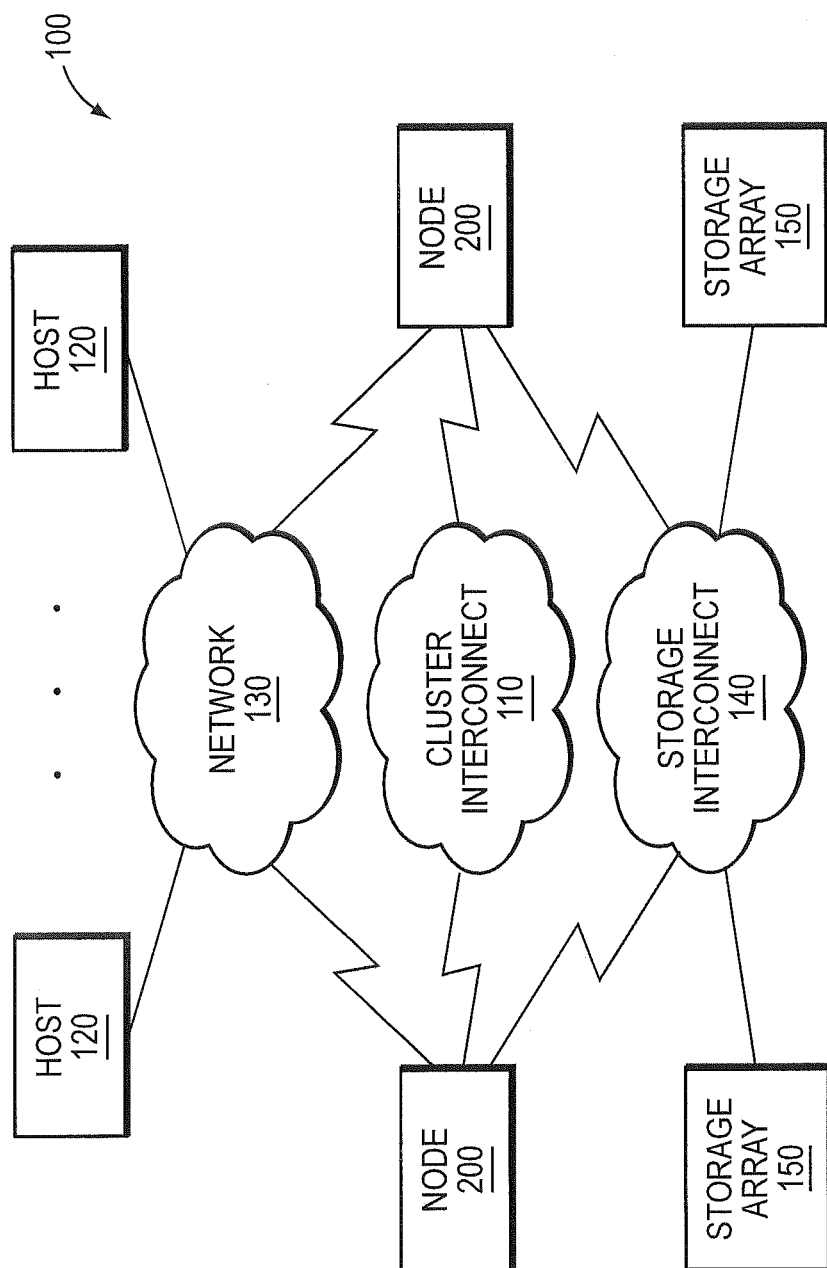 100
HOST
120
HOST
120
NETWORK
130
NODE
200
CLUSTER
INTERCONNECT
110
NODE
200
STORAGE
ARRAY
150
STORAGE
INTERCONNECT
140
STORAGE
ARRAY
150